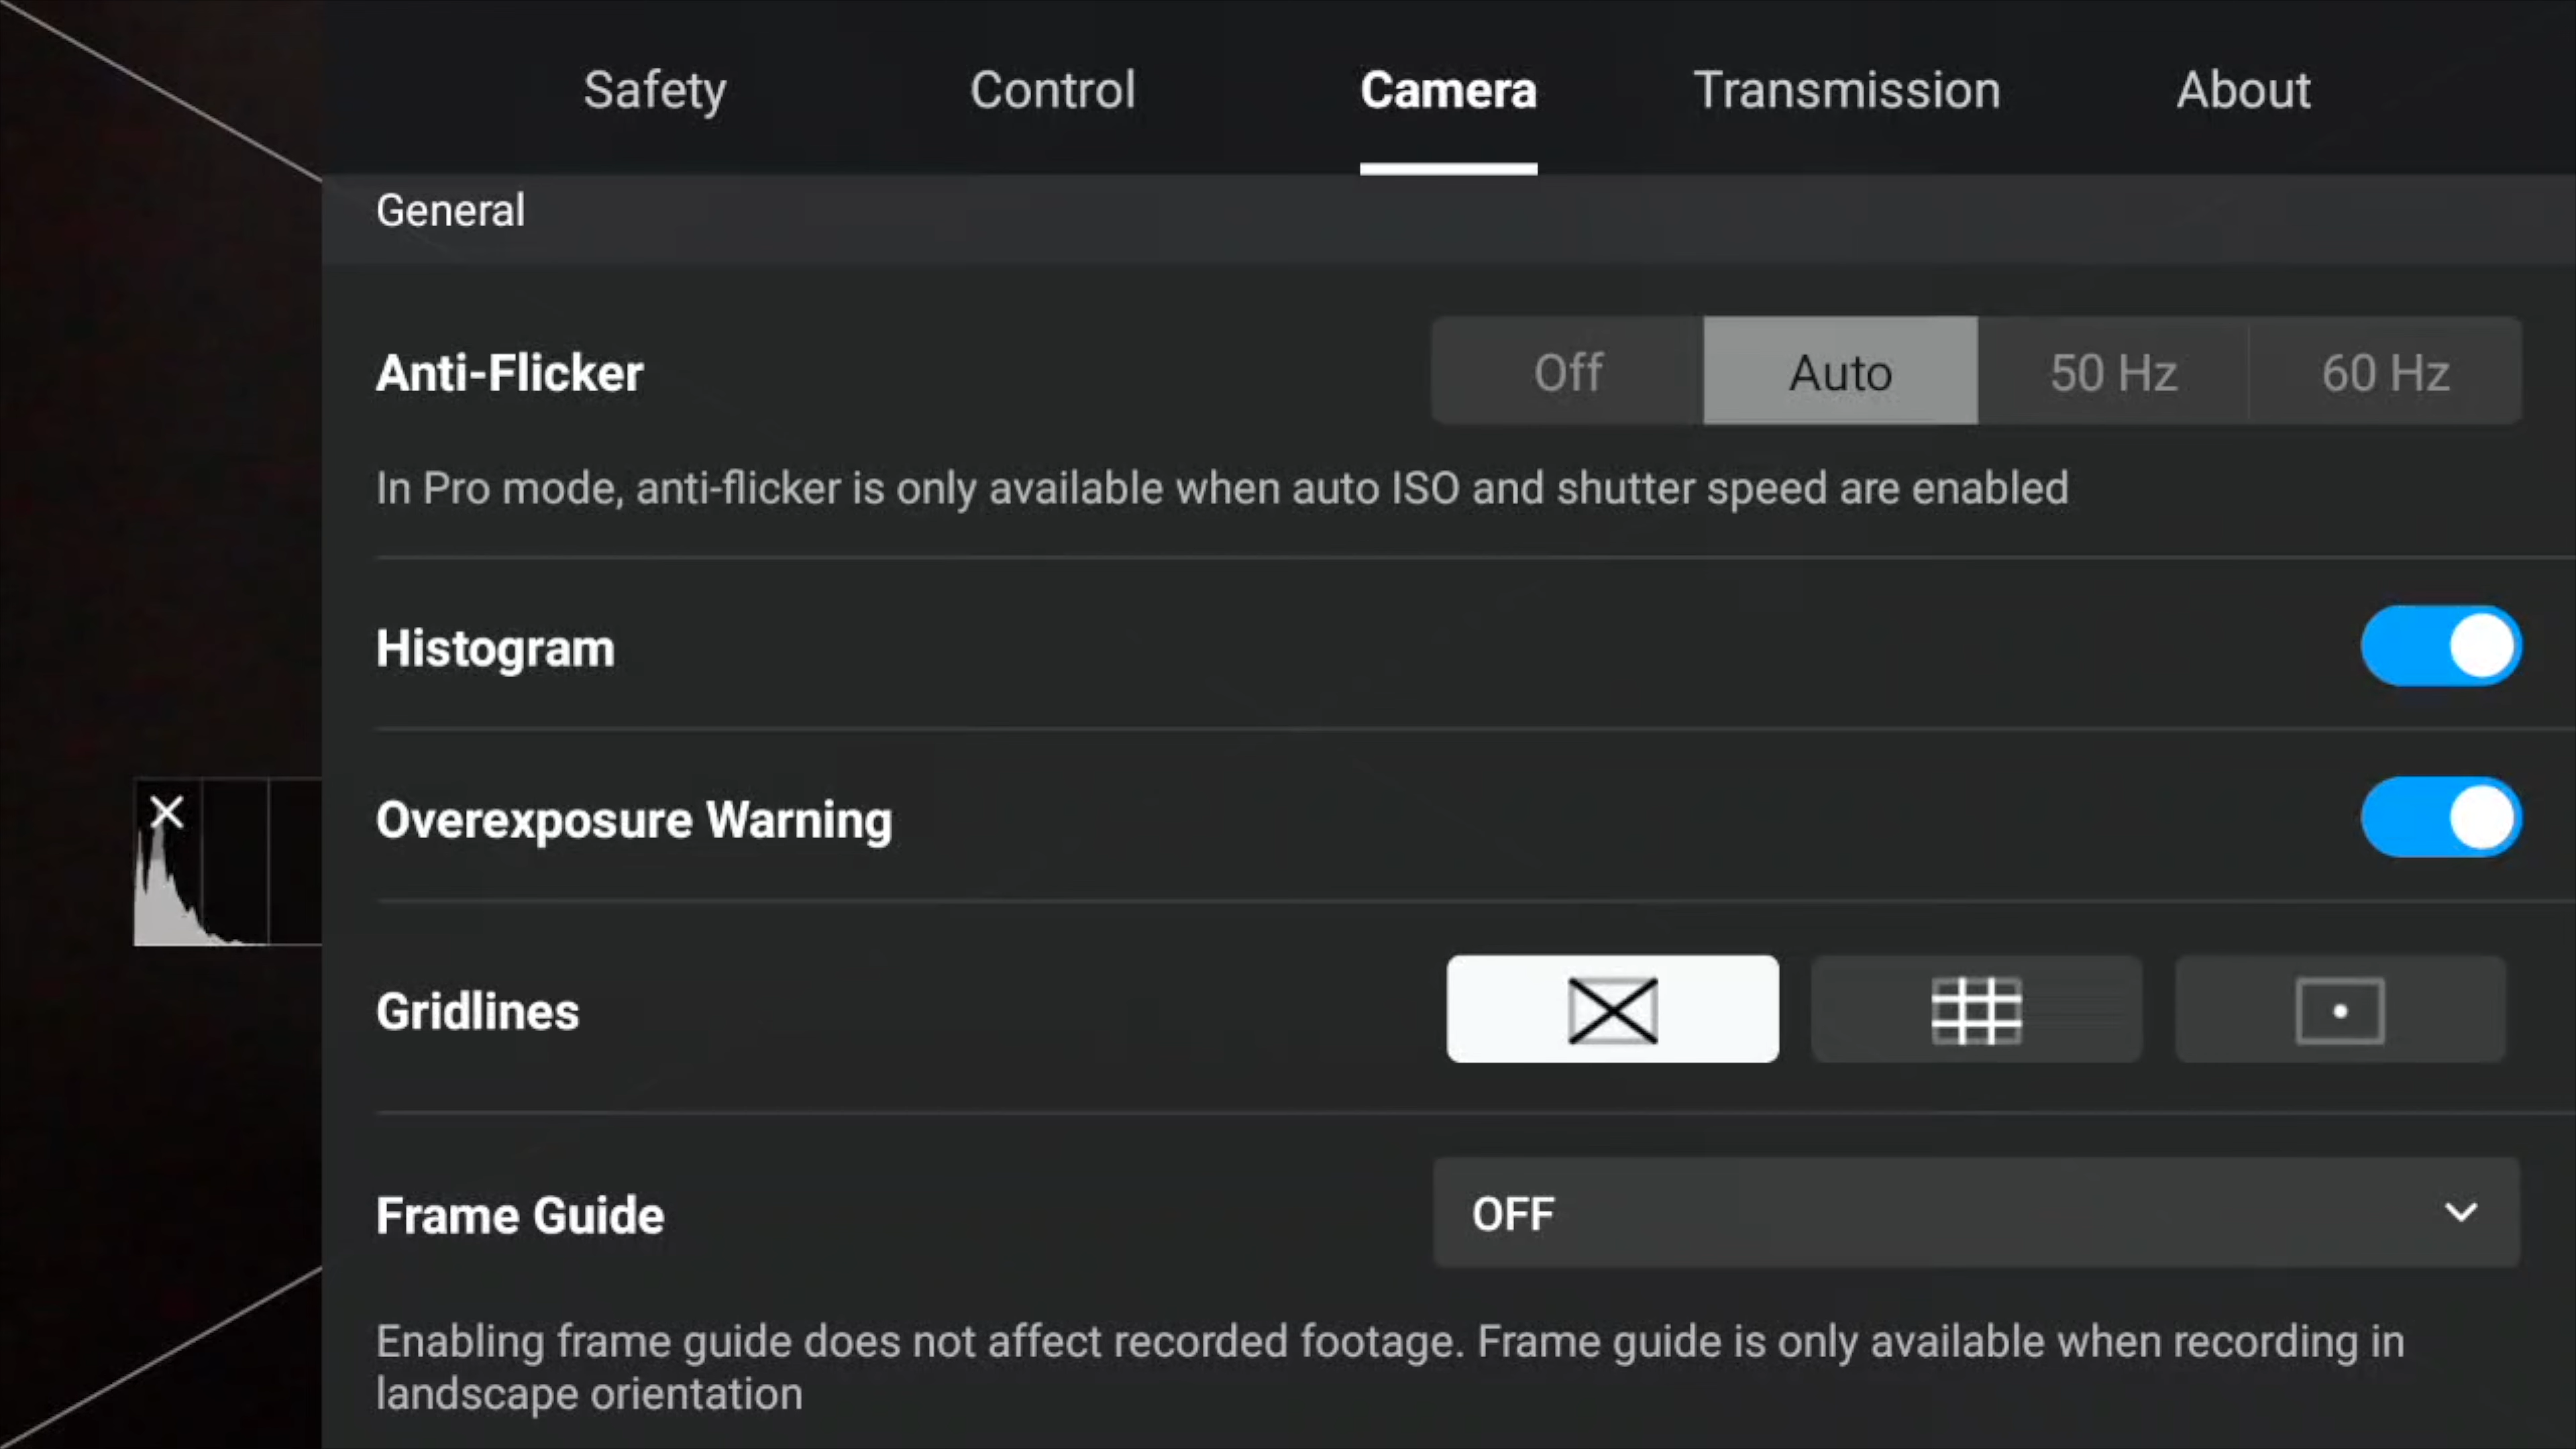 Safety Control Camera Transmission About
General
Anti-Flicker Off Auto 50 Hz 60 Hz
In Pro mode, anti-flicker is only available when auto ISO and shutter speed are enabled
Histogram
Overexposure Warning
Gridlines
Frame Guide OFF
Enabling frame guide does not affect recorded footage. Frame guide is only available when recording in
landscape orientation